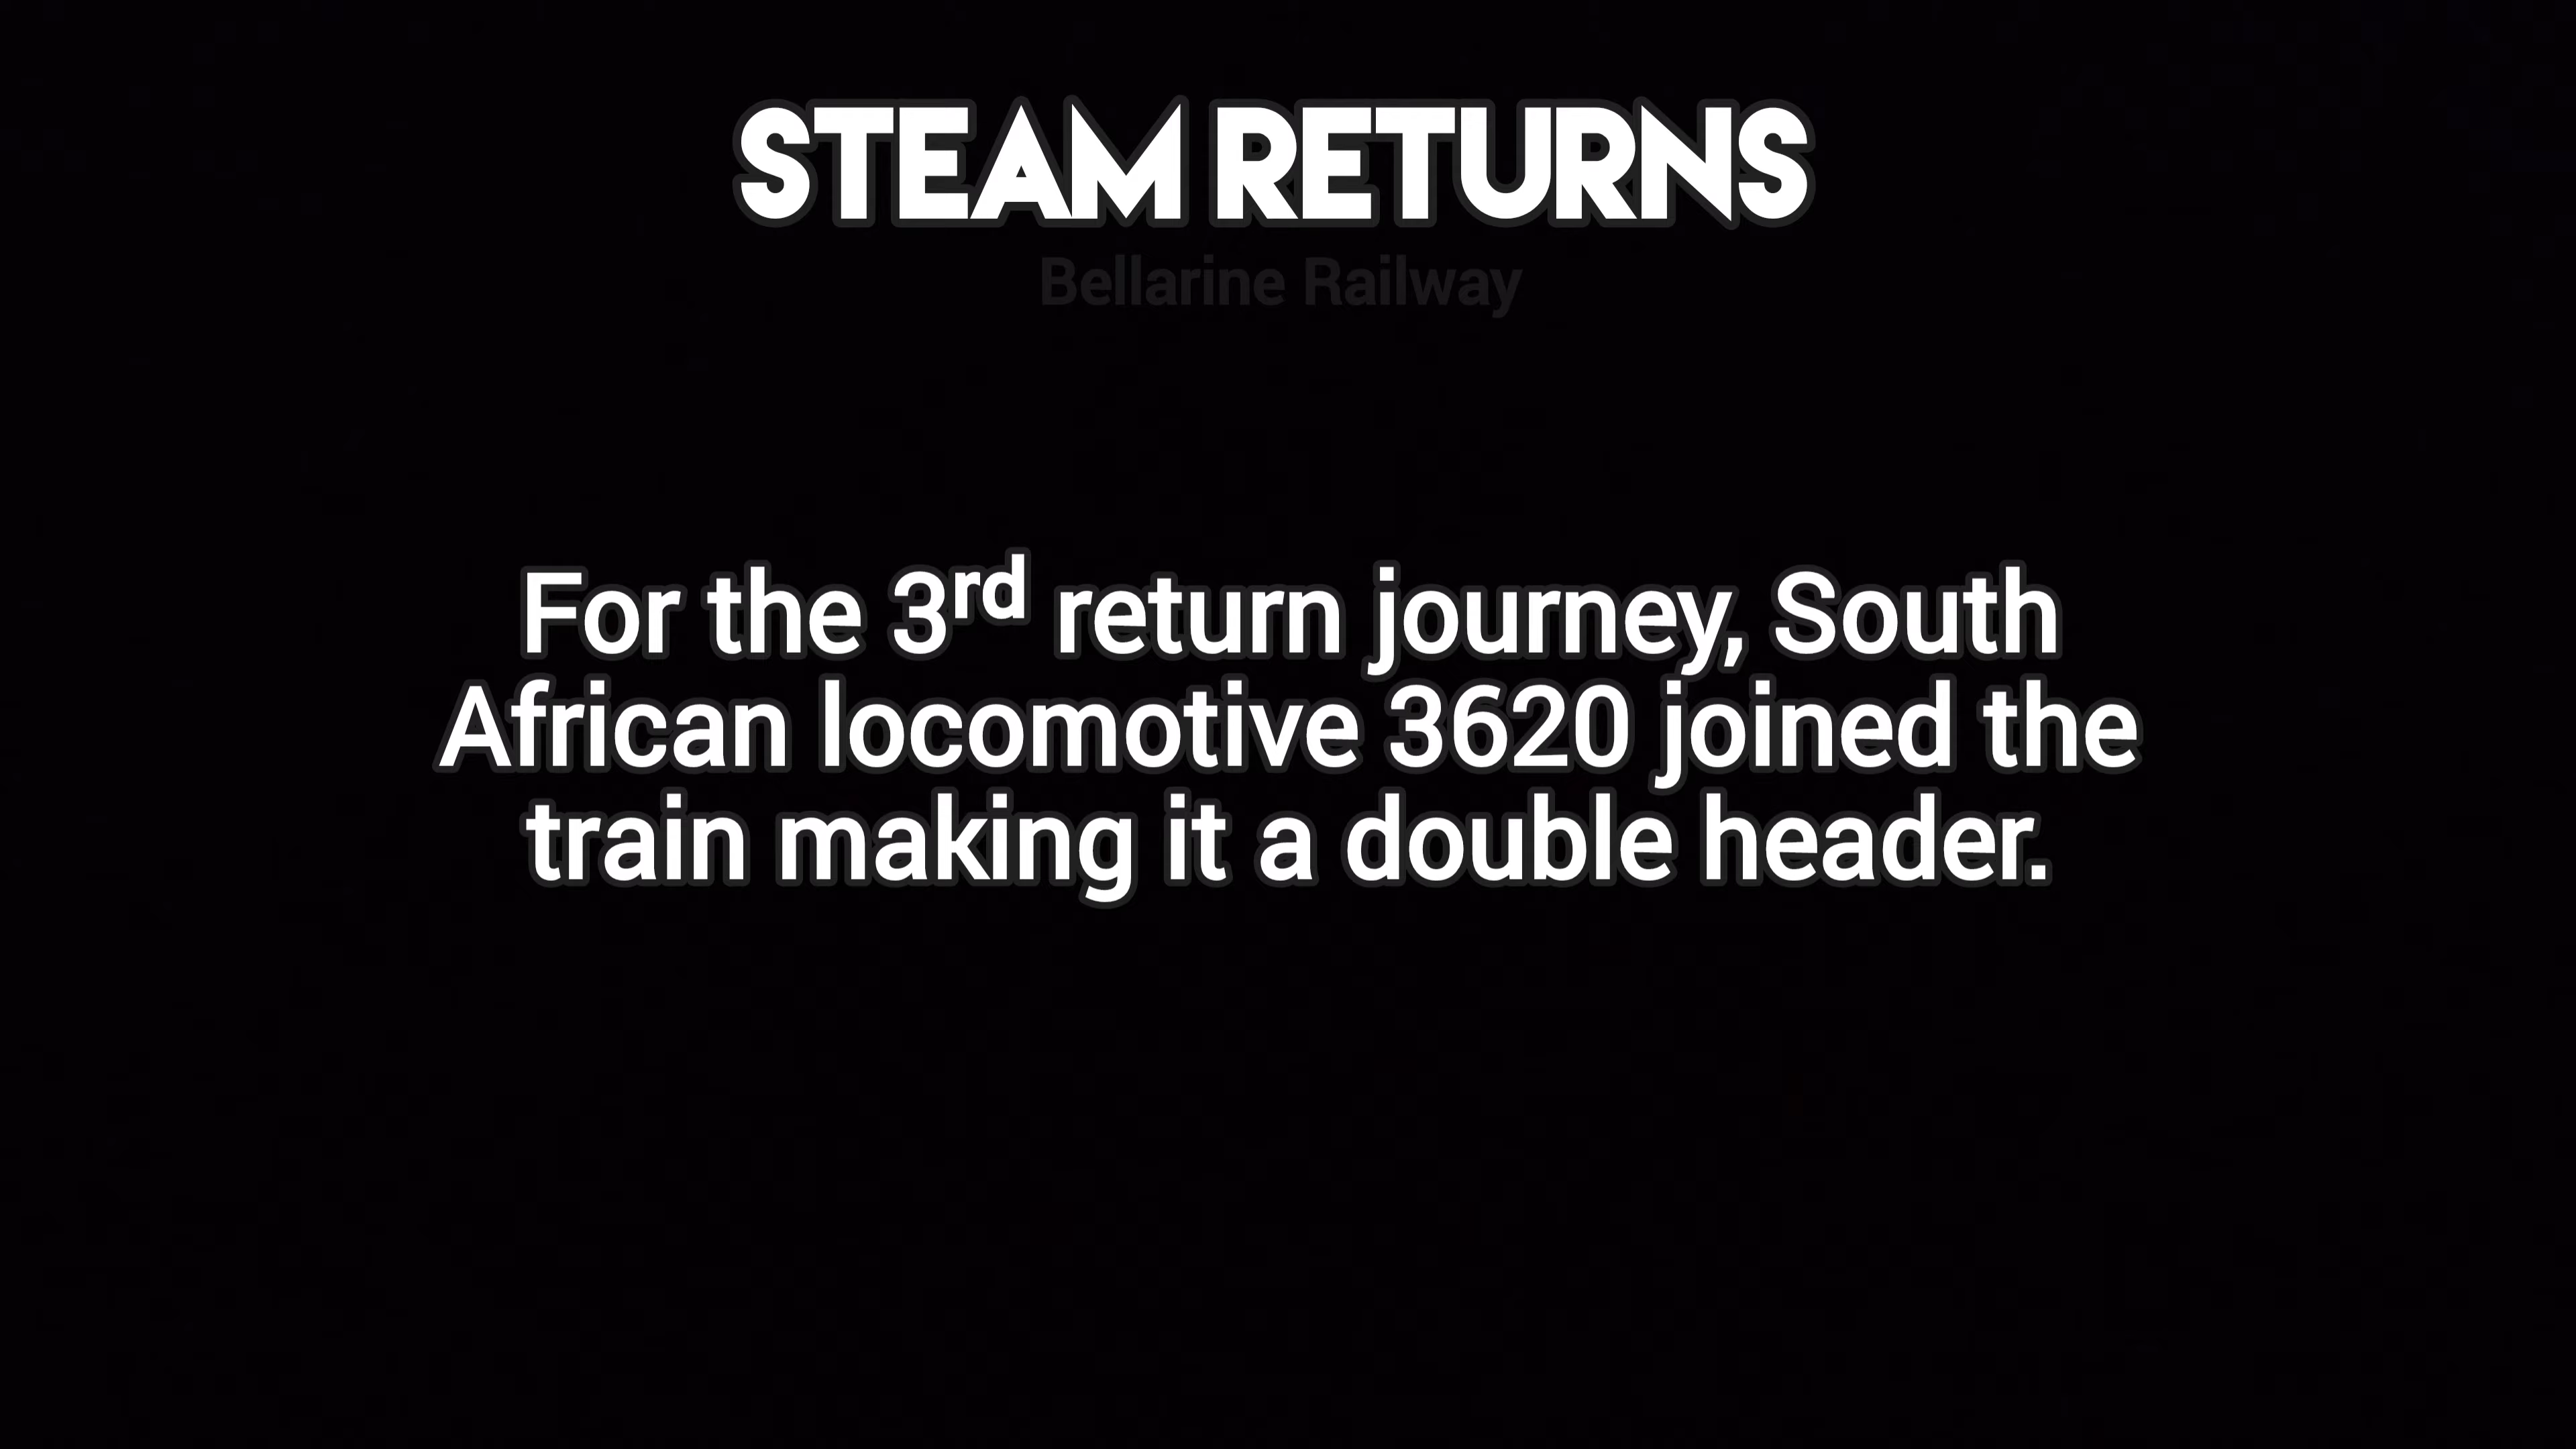 STEAM RETURNS
Bellarine Railway
For the 3rd return journey, South
African locomotive 3620 joined the
train making it a double header.